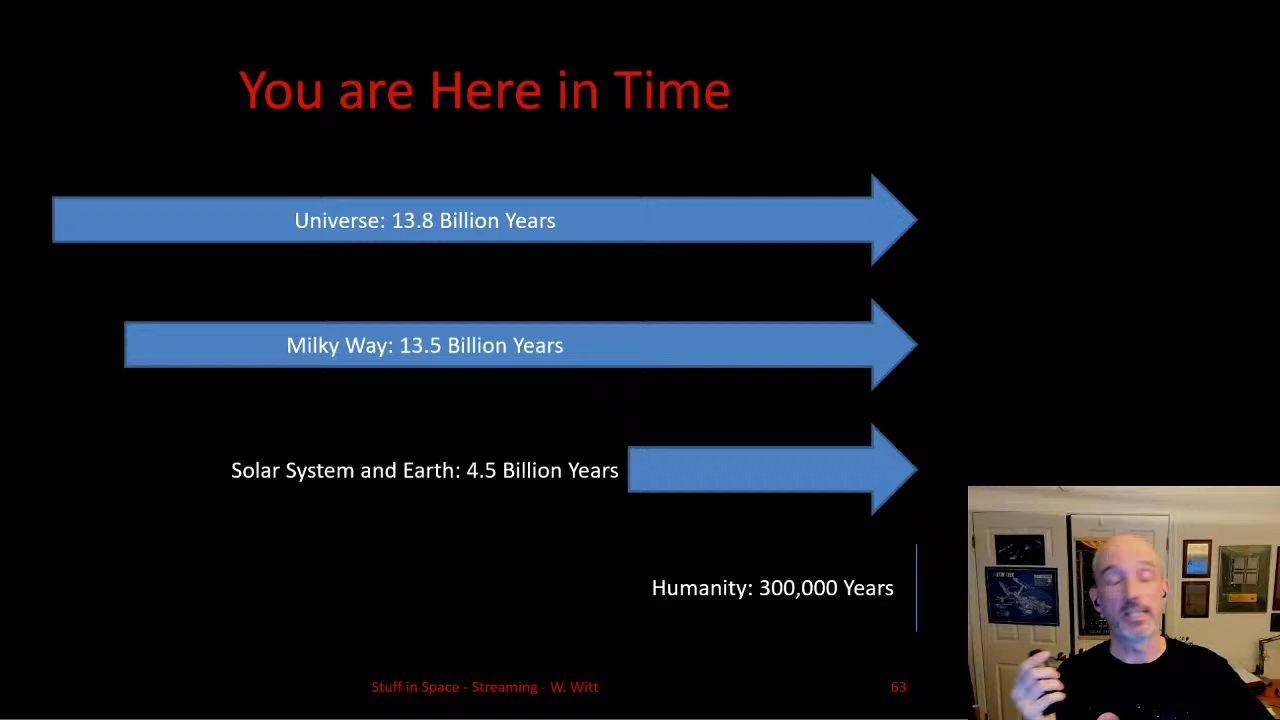 You are Here in Time
Universe: 13.8 Billion Years
Milky Way: 13.5 Billion Years
Solar System and Earth: 4.5 Billion Years
Humanity: 300,000 Years
Stuff in Space - Streaming - W. Witt
63